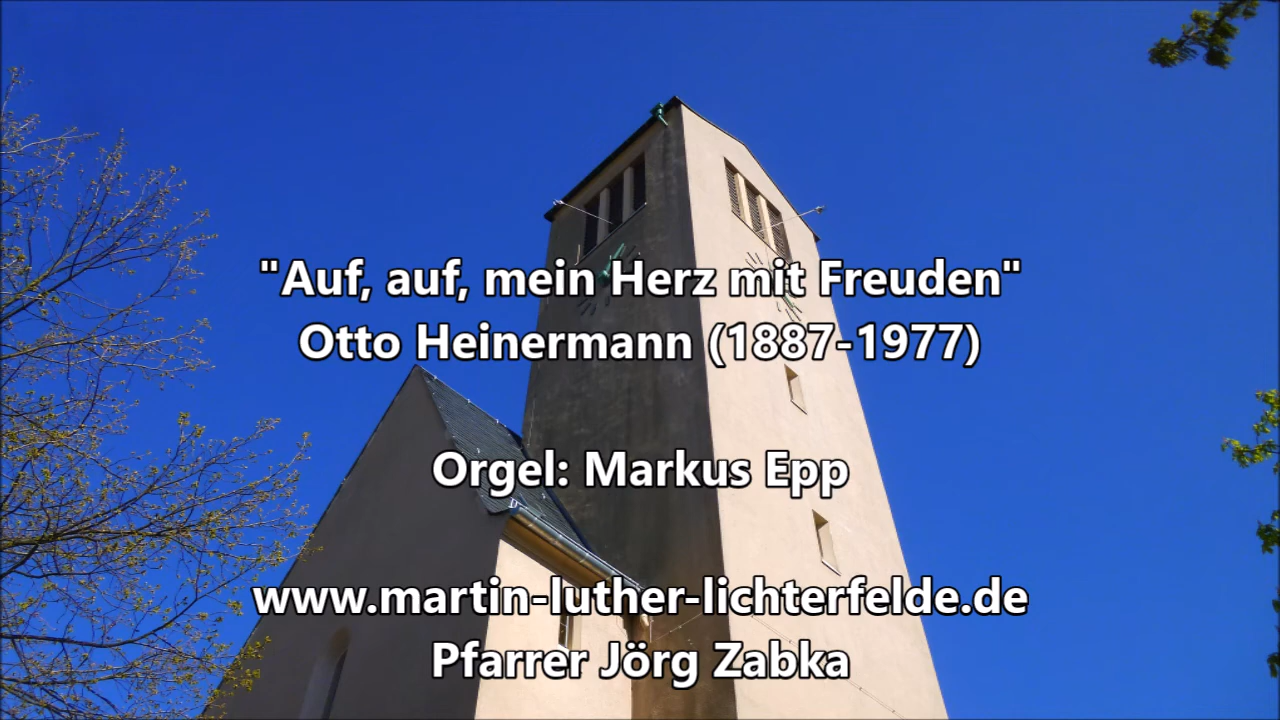 "Auf, auf, mein Herz mit Freuden"
Otto Heinermann (1887-1977)
Orgel: Markus Epp
www.martin-luther-lichterfelde.de
Pfarrer Jörg Zabka